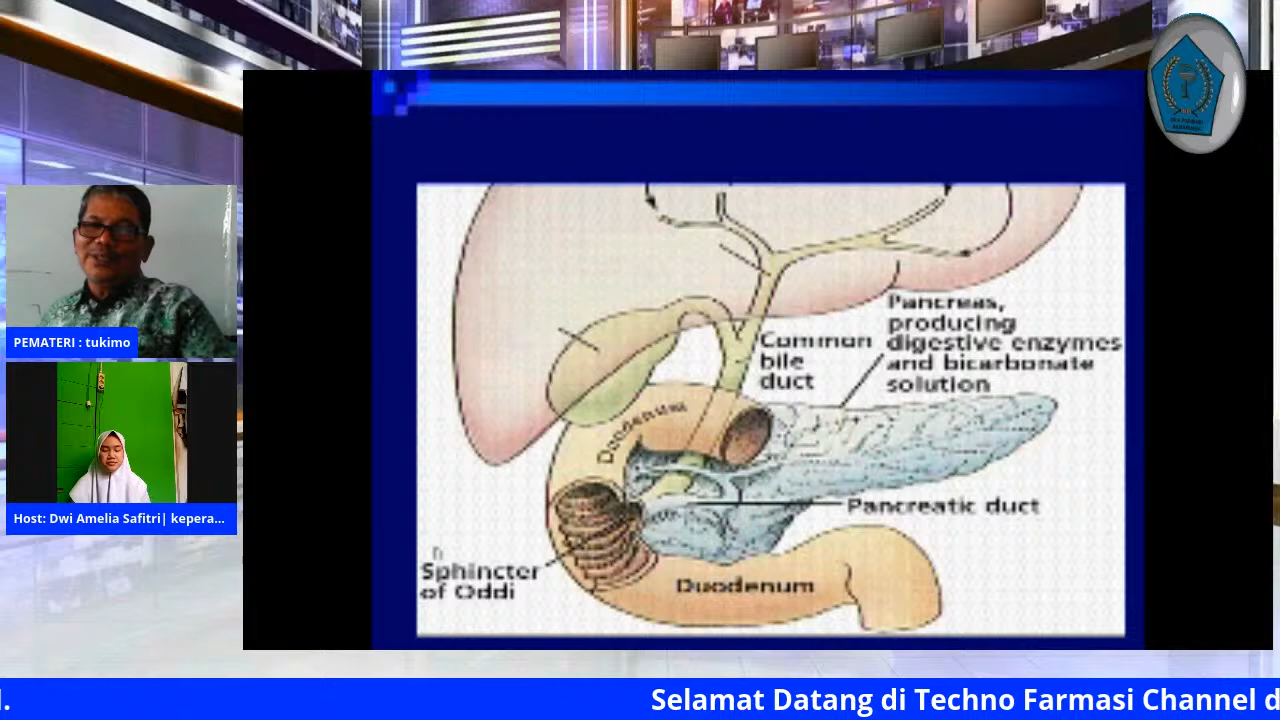 PEMATERI : tukimo
Host: Dwi Amelia Safitri| kepera...
Common
bile
duct
Pancreas,
producing
digestive enzymes
and bicarbonate
solution
Duodenum
Pancreatic duct
Sphincter
of Oddi
Duodenum
l.
Selamat Datang di Techno Farmasi Channel d